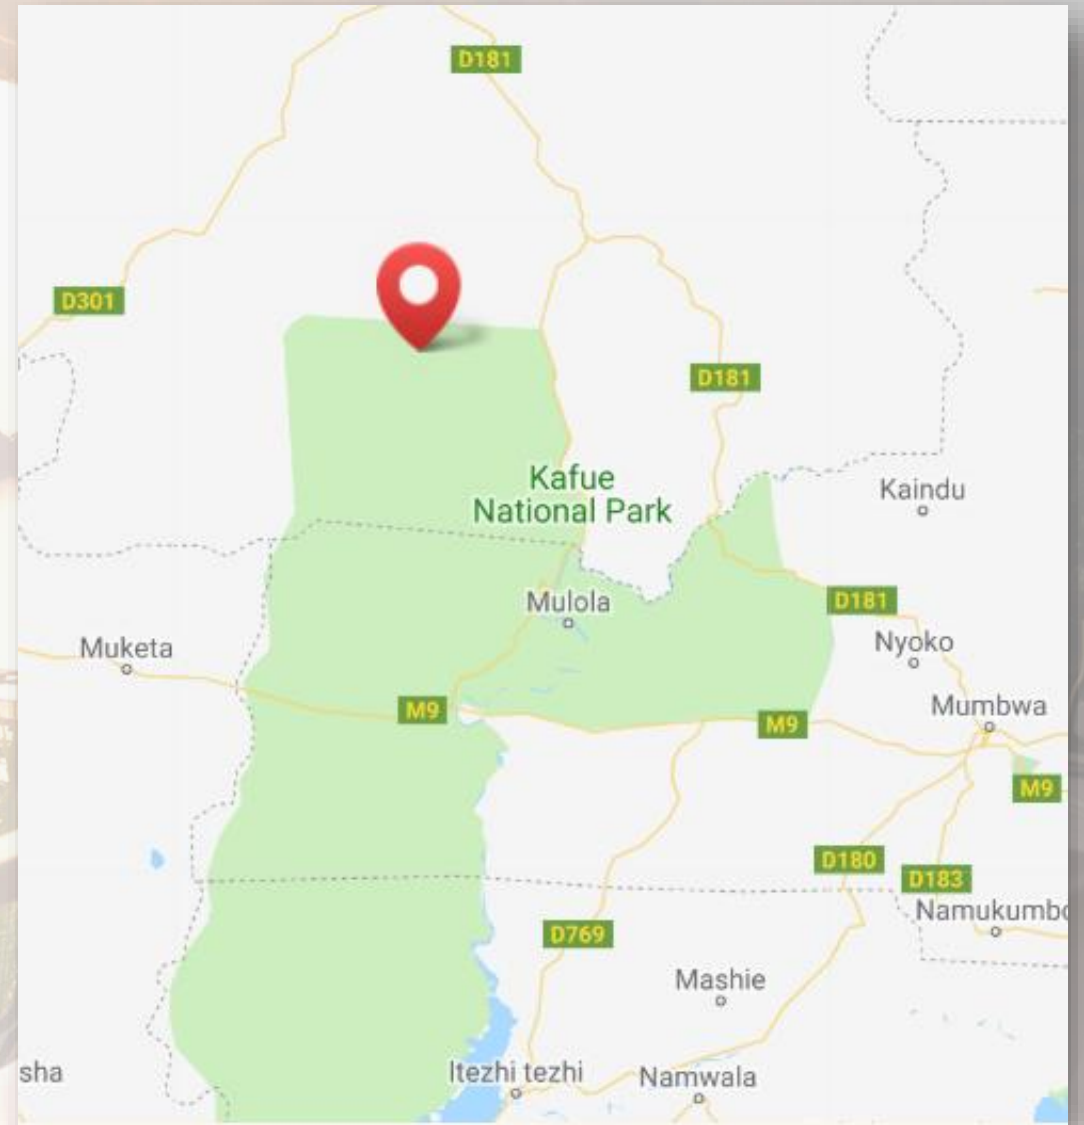 D181
D301
D181
Kafue
National Park
Kaindu
Mulola
D181
Muketa
Nyoko
M9
M9
Mumbwa
M9
D180
D183
Namukumbo
D769
Mashie
sha
Itezhi tezhi
Namwala